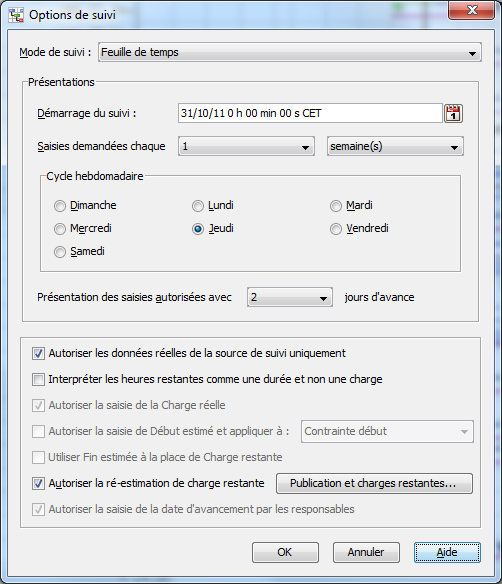 Options de suivi
Mode de suivi : Feuille de temps
Présentations
Démarrage du suivi : 31/10/11 0 h 00 min 00 s CET
Saisies demandées chaque 1 semaine(s)
Cycle hebdomadaire
Dimanche Lundi Mardi
Mercredi Jeudi Vendredi
Samedi
Présentation des saisies autorisées avec 2 jours d'avance
Autoriser les données réelles de la source de suivi uniquement
Interpréter les heures restantes comme une durée et non une charge
Autoriser la saisie de la Charge réelle
Autoriser la saisie de Début estimé et appliquer à : Contrainte début
Utiliser Fin estimée à la place de Charge restante
Autoriser la ré-estimation de charge restante Publication et charges restantes...
Autoriser la saisie de la date d'avancement par les responsables
OK Annuler Aide